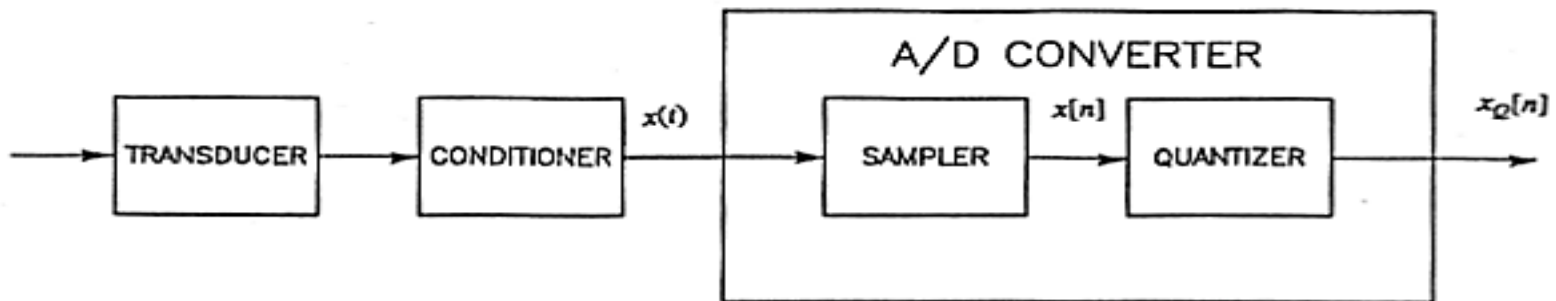 A/D CONVERTER
TRANSDUCER
CONDITIONER
x(t)
SAMPLER
x[n]
QUANTIZER
x_Q[n]